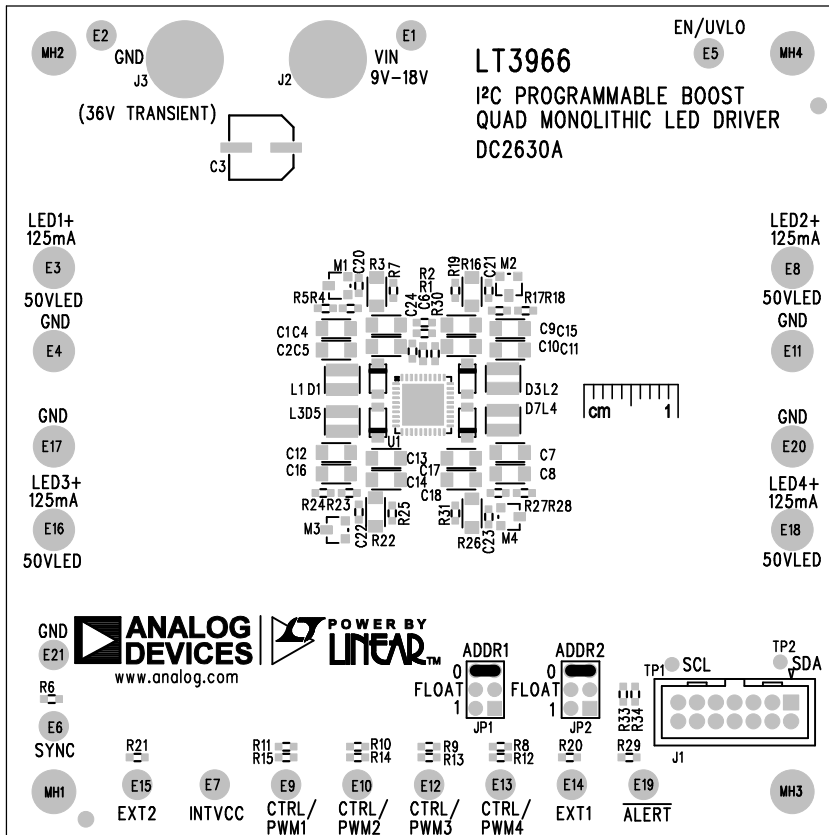 MH2
E2
GND
J3
(36V TRANSIENT)
J2
VIN
9V-18V
E1
C3
EN/UVLO
E5
MH4
LT3966
I²C PROGRAMMABLE BOOST
QUAD MONOLITHIC LED DRIVER
DC2630A
LED1+
125mA
E3
50VLED
GND
E4
GND
E17
LED3+
125mA
E16
50VLED
LED2+
125mA
E8
50VLED
GND
E11
GND
E20
LED4+
125mA
E18
50VLED
M1
C20
R3
R7
R2
R1
C6
R30
C24
R19
R16
C21
M2
R5R4
R17R18
C1C4
C9C15
C2C5
C10C11
L1D1
D3L2
L3D5
D7L4
U1
C12
C13
C7
C16
C14
C17
C8
C18
R24R23
R27R28
M3
C22
R22
R25
R31
R26
C23
M4
cm 1
GND
E21
R6
E6
SYNC
ANALOG
DEVICES
www.analog.com
POWER BY
LINEAR™
ADDR1
0
FLOAT
1
JP1
ADDR2
0
FLOAT
1
JP2
TP1
SCL
TP2
SDA
R33
R34
J1
R21
R11
R15
R10
R14
R9
R13
R8
R12
R20
R29
MH1
E15
EXT2
E7
INTVCC
E9
CTRL/
PWM1
E10
CTRL/
PWM2
E12
CTRL/
PWM3
E13
CTRL/
PWM4
E14
EXT1
E19
ALERT
MH3